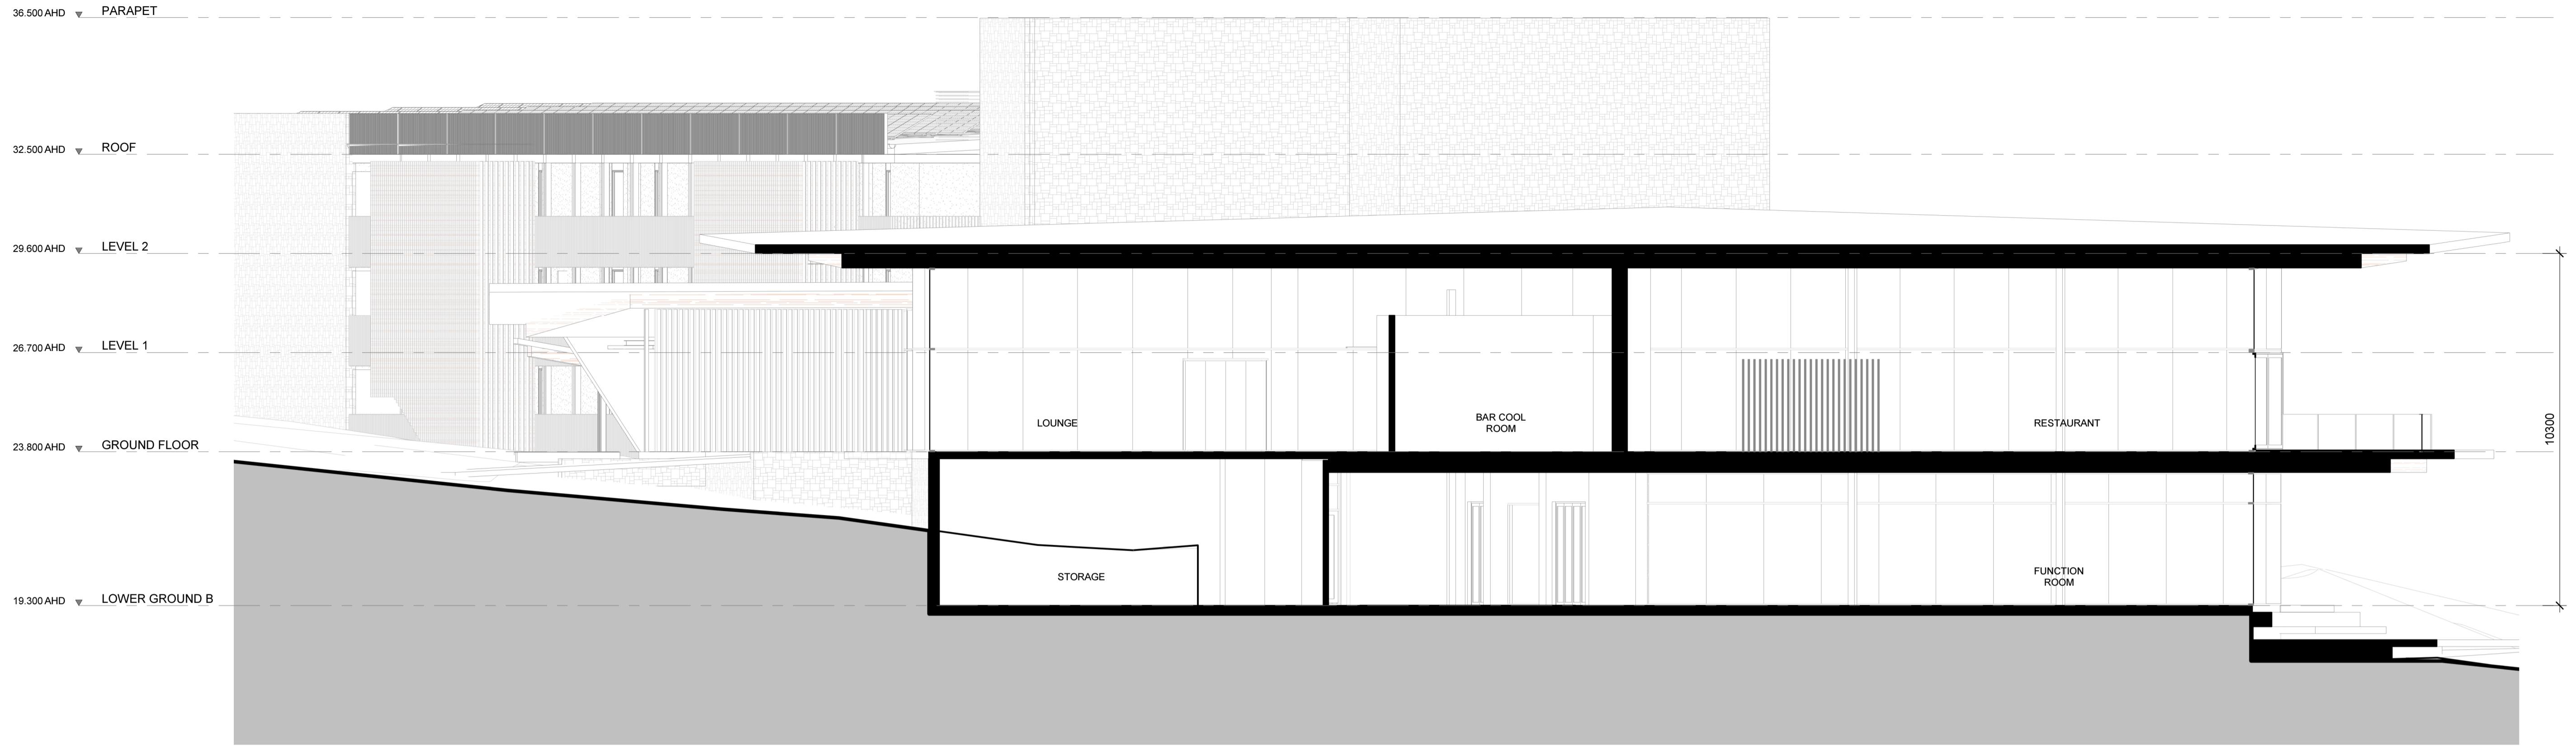 36.500 AHD PARAPET
32.500 AHD ROOF
29.600 AHD LEVEL 2
26.700 AHD LEVEL 1
LOUNGE
BAR COOL
ROOM
RESTAURANT
10300
23.800 AHD GROUND FLOOR
STORAGE
FUNCTION
ROOM
19.300 AHD LOWER GROUND B